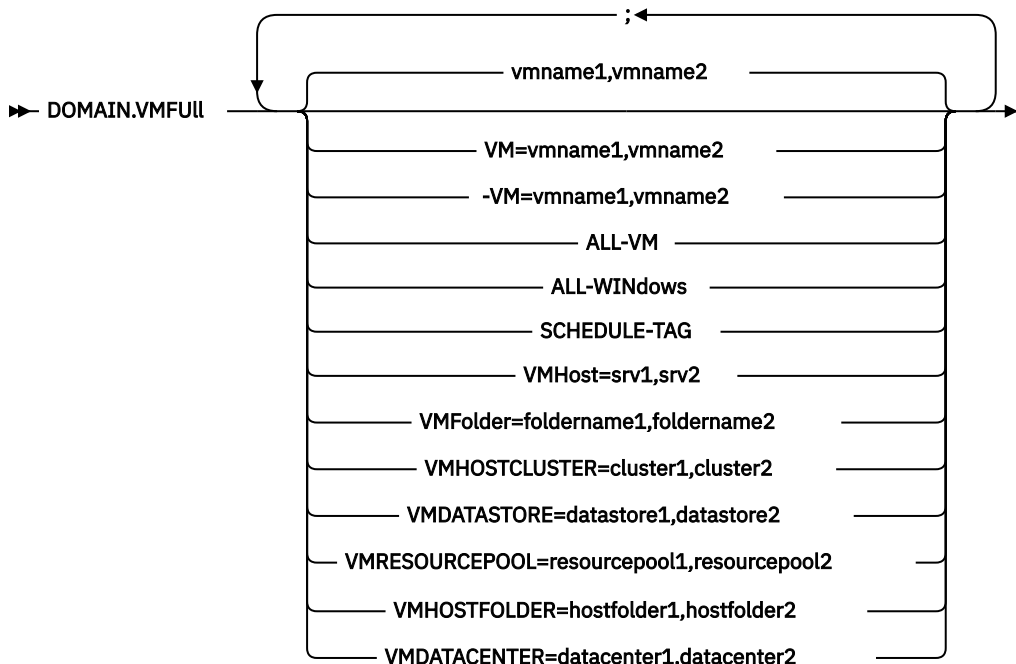 ;
vmname1,vmname2
DOMAIN.VMFUll
VM=vmname1,vmname2
-VM=vmname1,vmname2
ALL-VM
ALL-WINdows
SCHEDULE-TAG
VMHost=srv1,srv2
VMFolder=foldername1,foldername2
VMHOSTCLUSTER=cluster1,cluster2
VMDATASTORE=datastore1,datastore2
VMRESOURCEPOOL=resourcepool1,resourcepool2
VMHOSTFOLDER=hostfolder1,hostfolder2
VMDATACENTER=datacenter1,datacenter2